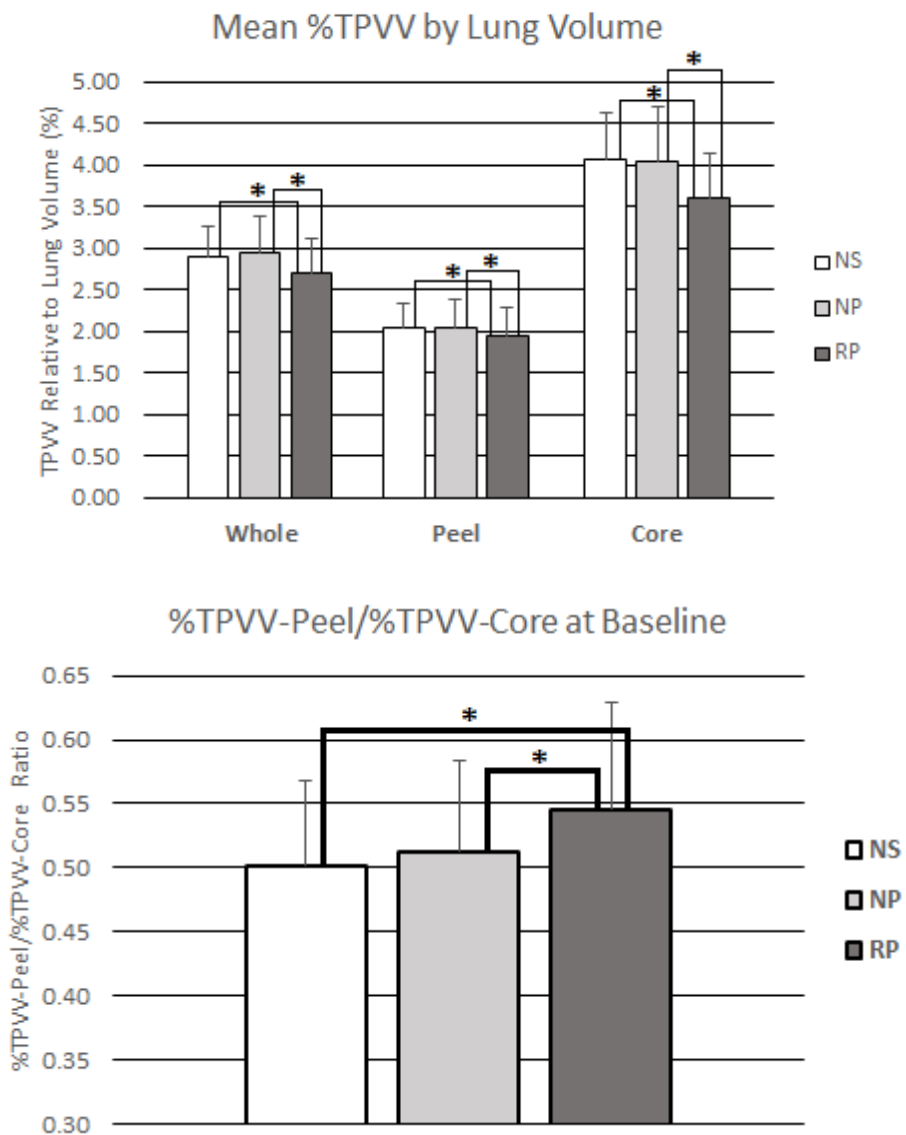 Mean %TPVV by Lung Volume
TPVV Relative to Lung Volume (%)
5.00
4.50
4.00
3.50
3.00
2.50
2.00
1.50
1.00
0.50
0.00
* *
* *
* *
Whole Peel Core
NS
NP
RP
%TPVV-Peel/%TPVV-Core at Baseline
%TPVV-Peel/%TPVV-Core Ratio
0.65
0.60
0.55
0.50
0.45
0.40
0.35
0.30
*
*
NS
NP
RP